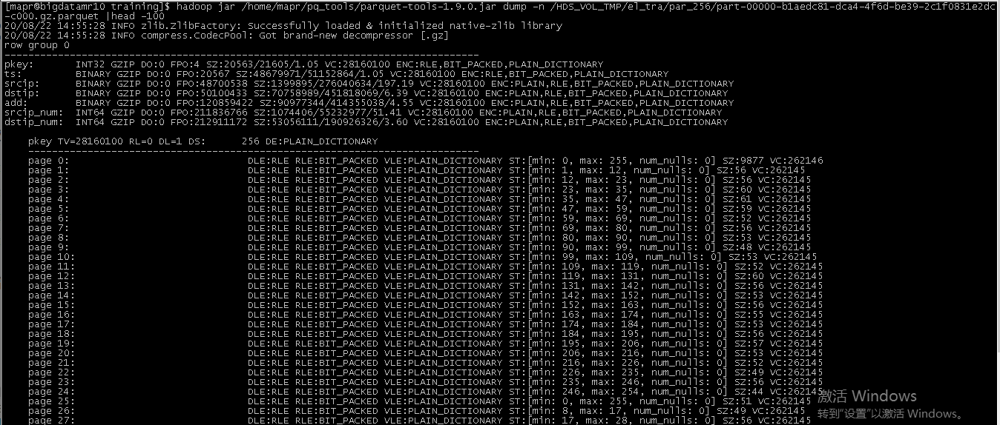 [mapr@bigdatamr10 training]$ hadoop jar /home/mapr/pq_tools/parquet-tools-1.9.0.jar dump -n /HDS_VOL_TMP/el_tra/par_256/part-00000-b1aedc81-dca4-4f6d-be39-2c1f0831e2dc
-c000.gz.parquet |head -100
20/08/22 14:55:28 INFO zlib.ZlibFactory: Successfully loaded & initialized native-zlib library
20/08/22 14:55:28 INFO compress.CodecPool: Got brand-new decompressor [.gz]
row group 0
--------------------------------------------------------------------------------
pkey: INT32 GZIP DO:0 FPO:4 SZ:20563/21605/1.05 VC:28160100 ENC:RLE,BIT_PACKED,PLAIN_DICTIONARY
ts: BINARY GZIP DO:0 FPO:20567 SZ:48679971/51152864/1.05 VC:28160100 ENC:RLE,BIT_PACKED,PLAIN_DICTIONARY
srcip: BINARY GZIP DO:0 FPO:48700538 SZ:1399895/276040634/197.19 VC:28160100 ENC:PLAIN,RLE,BIT_PACKED,PLAIN_DICTIONARY
dstip: BINARY GZIP DO:0 FPO:50100433 SZ:70758989/451818069/6.39 VC:28160100 ENC:PLAIN,RLE,BIT_PACKED,PLAIN_DICTIONARY
add: BINARY GZIP DO:0 FPO:120859422 SZ:90977344/414355038/4.55 VC:28160100 ENC:PLAIN,RLE,BIT_PACKED,PLAIN_DICTIONARY
srcip_num: INT64 GZIP DO:0 FPO:211836766 SZ:1074406/55232977/51.41 VC:28160100 ENC:PLAIN,RLE,BIT_PACKED,PLAIN_DICTIONARY
dstip_num: INT64 GZIP DO:0 FPO:212911172 SZ:53056111/190926326/3.60 VC:28160100 ENC:PLAIN,RLE,BIT_PACKED,PLAIN_DICTIONARY
pkey TV=28160100 RL=0 DL=1 DS: 256 DE:PLAIN_DICTIONARY
----------------------------------------------------------------------------
page 0: DLE:RLE RLE:BIT_PACKED VLE:PLAIN_DICTIONARY ST:[min: 0, max: 255, num_nulls: 0] SZ:9877 VC:262146
page 1: DLE:RLE RLE:BIT_PACKED VLE:PLAIN_DICTIONARY ST:[min: 1, max: 12, num_nulls: 0] SZ:56 VC:262145
page 2: DLE:RLE RLE:BIT_PACKED VLE:PLAIN_DICTIONARY ST:[min: 12, max: 23, num_nulls: 0] SZ:56 VC:262145
page 3: DLE:RLE RLE:BIT_PACKED VLE:PLAIN_DICTIONARY ST:[min: 23, max: 35, num_nulls: 0] SZ:60 VC:262145
page 4: DLE:RLE RLE:BIT_PACKED VLE:PLAIN_DICTIONARY ST:[min: 35, max: 47, num_nulls: 0] SZ:61 VC:262145
page 5: DLE:RLE RLE:BIT_PACKED VLE:PLAIN_DICTIONARY ST:[min: 47, max: 59, num_nulls: 0] SZ:59 VC:262145
page 6: DLE:RLE RLE:BIT_PACKED VLE:PLAIN_DICTIONARY ST:[min: 59, max: 69, num_nulls: 0] SZ:52 VC:262145
page 7: DLE:RLE RLE:BIT_PACKED VLE:PLAIN_DICTIONARY ST:[min: 69, max: 80, num_nulls: 0] SZ:56 VC:262145
page 8: DLE:RLE RLE:BIT_PACKED VLE:PLAIN_DICTIONARY ST:[min: 80, max: 90, num_nulls: 0] SZ:53 VC:262145
page 9: DLE:RLE RLE:BIT_PACKED VLE:PLAIN_DICTIONARY ST:[min: 90, max: 99, num_nulls: 0] SZ:48 VC:262145
page 10: DLE:RLE RLE:BIT_PACKED VLE:PLAIN_DICTIONARY ST:[min: 99, max: 109, num_nulls: 0] SZ:53 VC:262145
page 11: DLE:RLE RLE:BIT_PACKED VLE:PLAIN_DICTIONARY ST:[min: 109, max: 119, num_nulls: 0] SZ:52 VC:262145
page 12: DLE:RLE RLE:BIT_PACKED VLE:PLAIN_DICTIONARY ST:[min: 119, max: 131, num_nulls: 0] SZ:60 VC:262145
page 13: DLE:RLE RLE:BIT_PACKED VLE:PLAIN_DICTIONARY ST:[min: 131, max: 142, num_nulls: 0] SZ:56 VC:262145
page 14: DLE:RLE RLE:BIT_PACKED VLE:PLAIN_DICTIONARY ST:[min: 142, max: 152, num_nulls: 0] SZ:53 VC:262145
page 15: DLE:RLE RLE:BIT_PACKED VLE:PLAIN_DICTIONARY ST:[min: 152, max: 163, num_nulls: 0] SZ:56 VC:262145
page 16: DLE:RLE RLE:BIT_PACKED VLE:PLAIN_DICTIONARY ST:[min: 163, max: 174, num_nulls: 0] SZ:55 VC:262145
page 17: DLE:RLE RLE:BIT_PACKED VLE:PLAIN_DICTIONARY ST:[min: 174, max: 184, num_nulls: 0] SZ:53 VC:262145
page 18: DLE:RLE RLE:BIT_PACKED VLE:PLAIN_DICTIONARY ST:[min: 184, max: 195, num_nulls: 0] SZ:56 VC:262145
page 19: DLE:RLE RLE:BIT_PACKED VLE:PLAIN_DICTIONARY ST:[min: 195, max: 206, num_nulls: 0] SZ:57 VC:262145
page 20: DLE:RLE RLE:BIT_PACKED VLE:PLAIN_DICTIONARY ST:[min: 206, max: 216, num_nulls: 0] SZ:53 VC:262145
page 21: DLE:RLE RLE:BIT_PACKED VLE:PLAIN_DICTIONARY ST:[min: 216, max: 226, num_nulls: 0] SZ:52 VC:262145
page 22: DLE:RLE RLE:BIT_PACKED VLE:PLAIN_DICTIONARY ST:[min: 226, max: 235, num_nulls: 0] SZ:49 VC:262145
page 23: DLE:RLE RLE:BIT_PACKED VLE:PLAIN_DICTIONARY ST:[min: 235, max: 246, num_nulls: 0] SZ:56 VC:262145
page 24: DLE:RLE RLE:BIT_PACKED VLE:PLAIN_DICTIONARY ST:[min: 246, max: 254, num_nulls: 0] SZ:44 VC:262145
page 25: DLE:RLE RLE:BIT_PACKED VLE:PLAIN_DICTIONARY ST:[min: 0, max: 255, num_nulls: 0] SZ:51 VC:262145
page 26: DLE:RLE RLE:BIT_PACKED VLE:PLAIN_DICTIONARY ST:[min: 8, max: 17, num_nulls: 0] SZ:49 VC:262145
page 27: DLE:RLE RLE:BIT_PACKED VLE:PLAIN_DICTIONARY ST:[min: 17, max: 28, num_nulls: 0] SZ:56 VC:262145
激活 Windows
转到"设置"以激活 Windows。